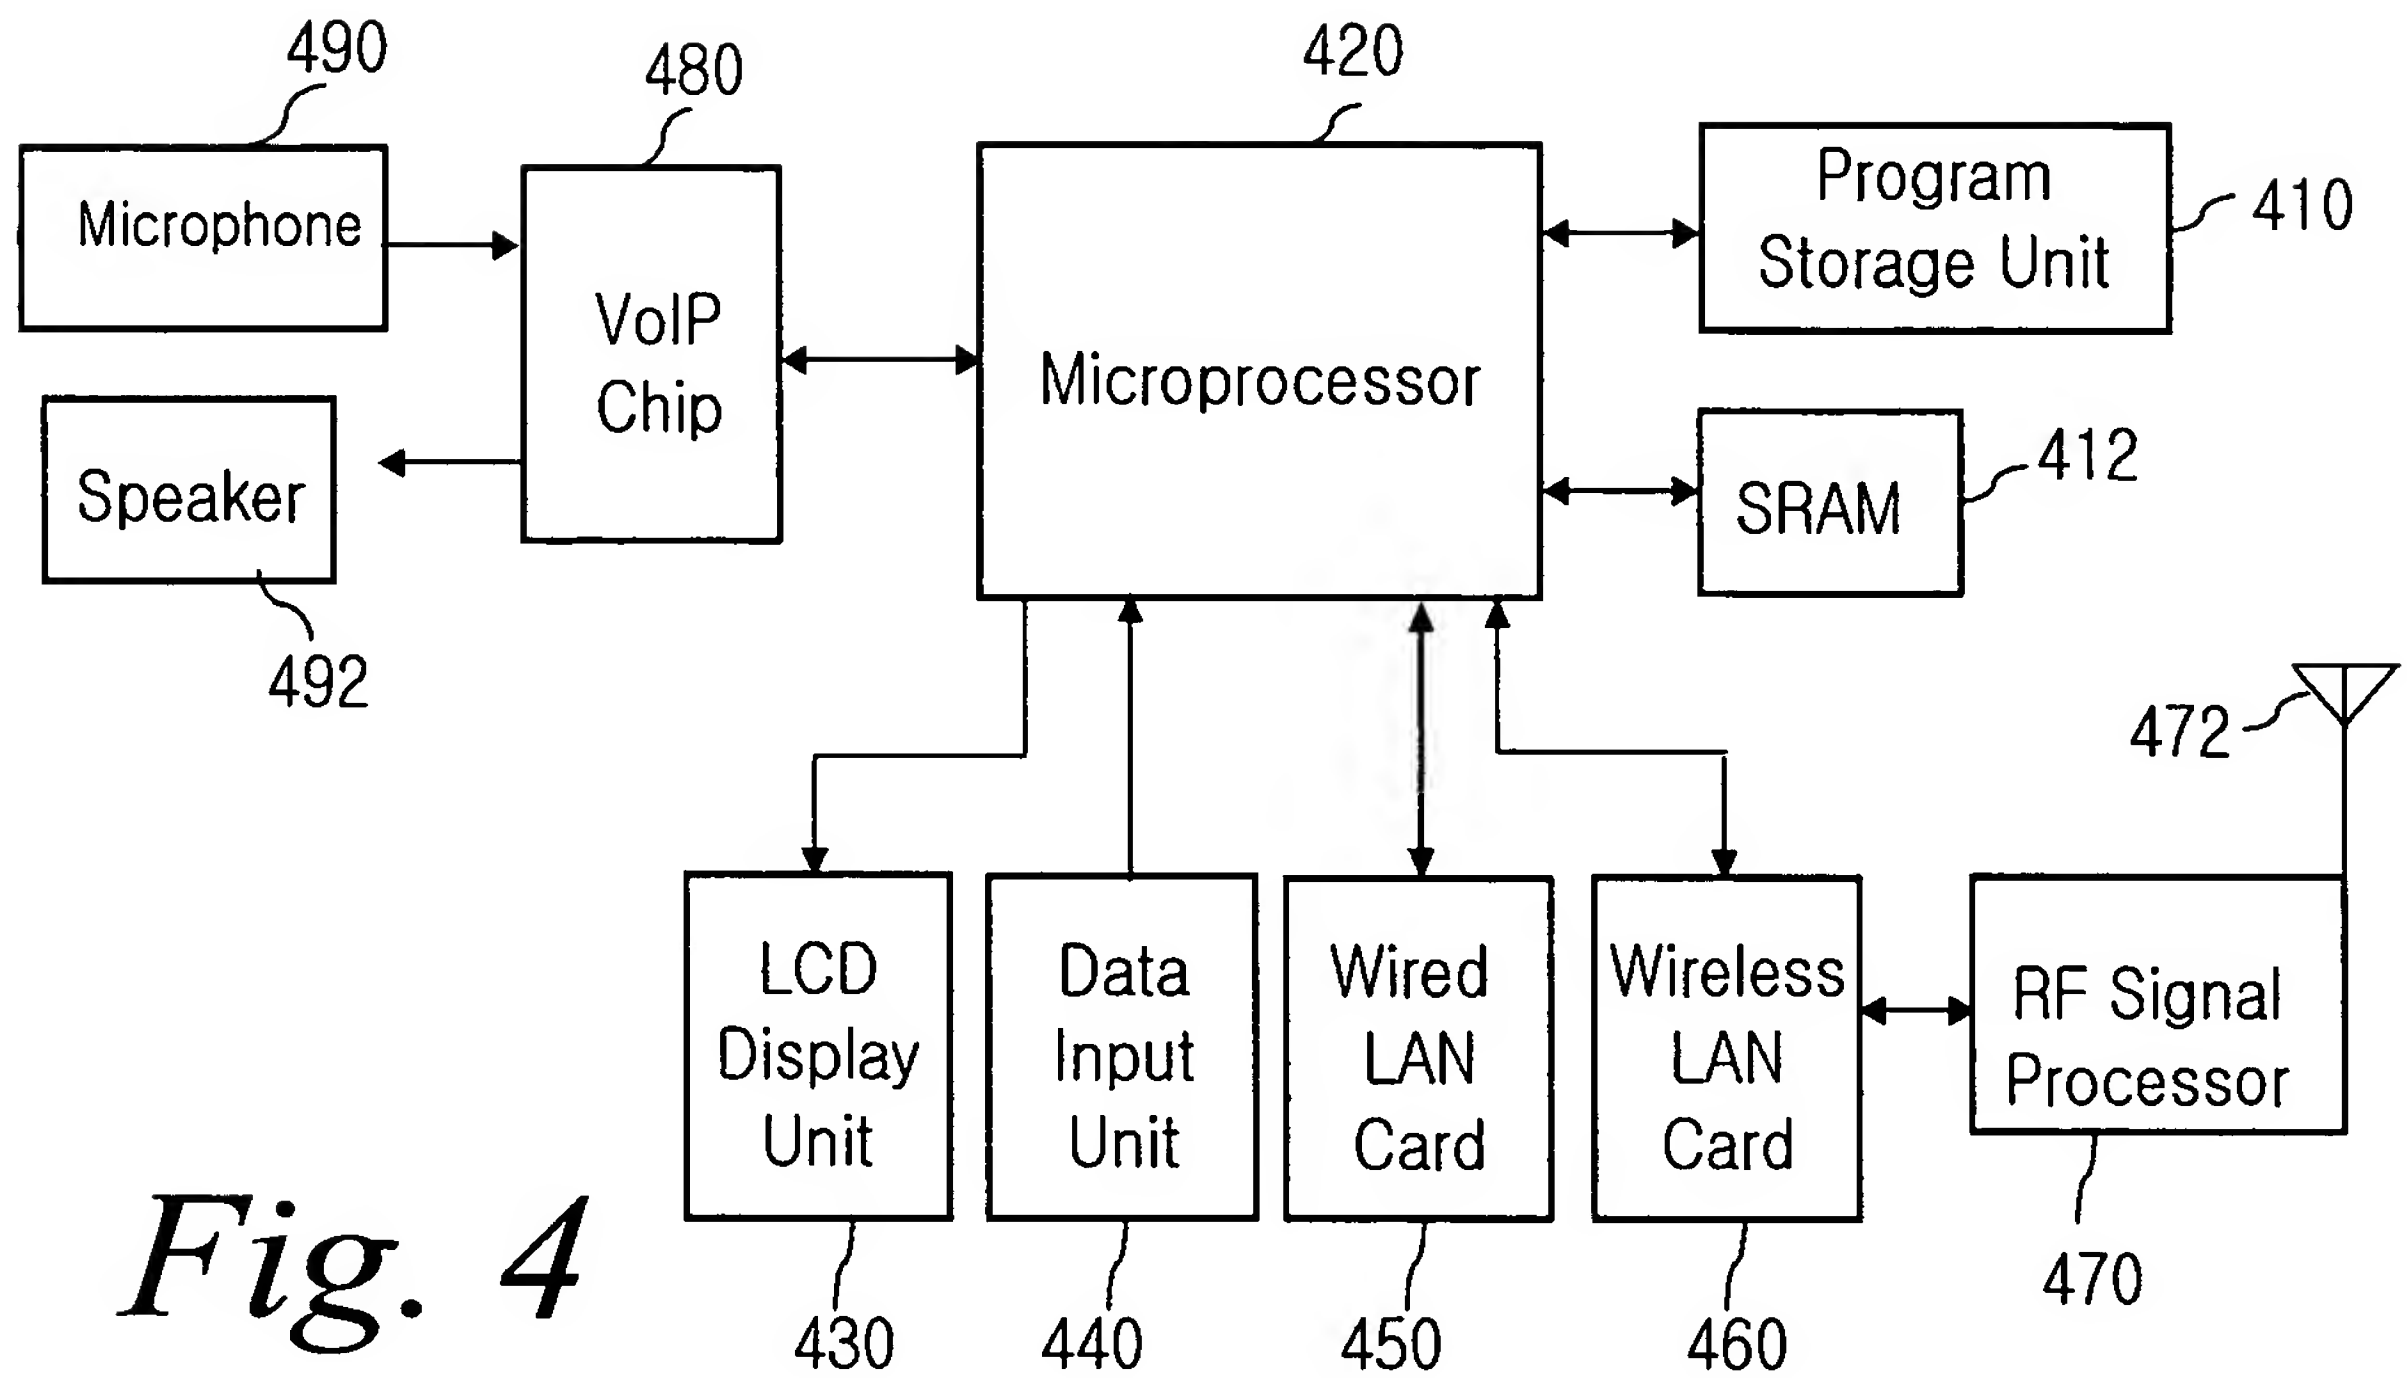 490
480
420
Microphone
VoIP
Chip
Microprocessor
Program
Storage Unit
410
Speaker
SRAM
412
492
472
LCD
Display
Unit
Data
Input
Unit
Wired
LAN
Card
Wireless
LAN
Card
RF Signal
Processor
Fig. 4
430
440
450
460
470